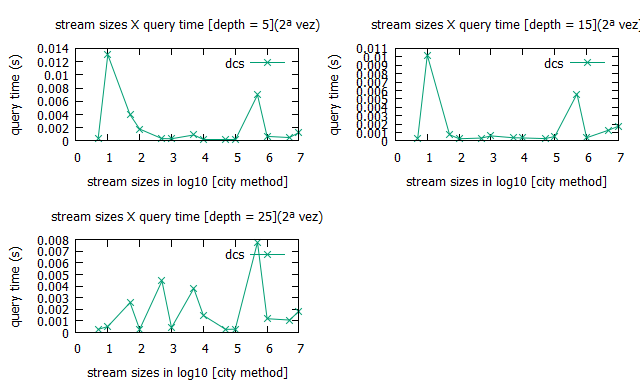 stream sizes X query time [depth = 5](2ª vez)
0.014
0.012
0.01
0.008
0.006
0.004
0.002
0
query time (s)
dcs
0 1 2 3 4 5 6 7
stream sizes in log10 [city method]
stream sizes X query time [depth = 15](2ª vez)
0.011
0.01
0.009
0.008
0.007
0.006
0.005
0.004
0.003
0.002
0.001
0
query time (s)
dcs
0 1 2 3 4 5 6 7
stream sizes in log10 [city method]
stream sizes X query time [depth = 25](2ª vez)
0.008
0.007
0.006
0.005
0.004
0.003
0.002
0.001
0
query time (s)
dcs
0 1 2 3 4 5 6 7
stream sizes in log10 [city method]